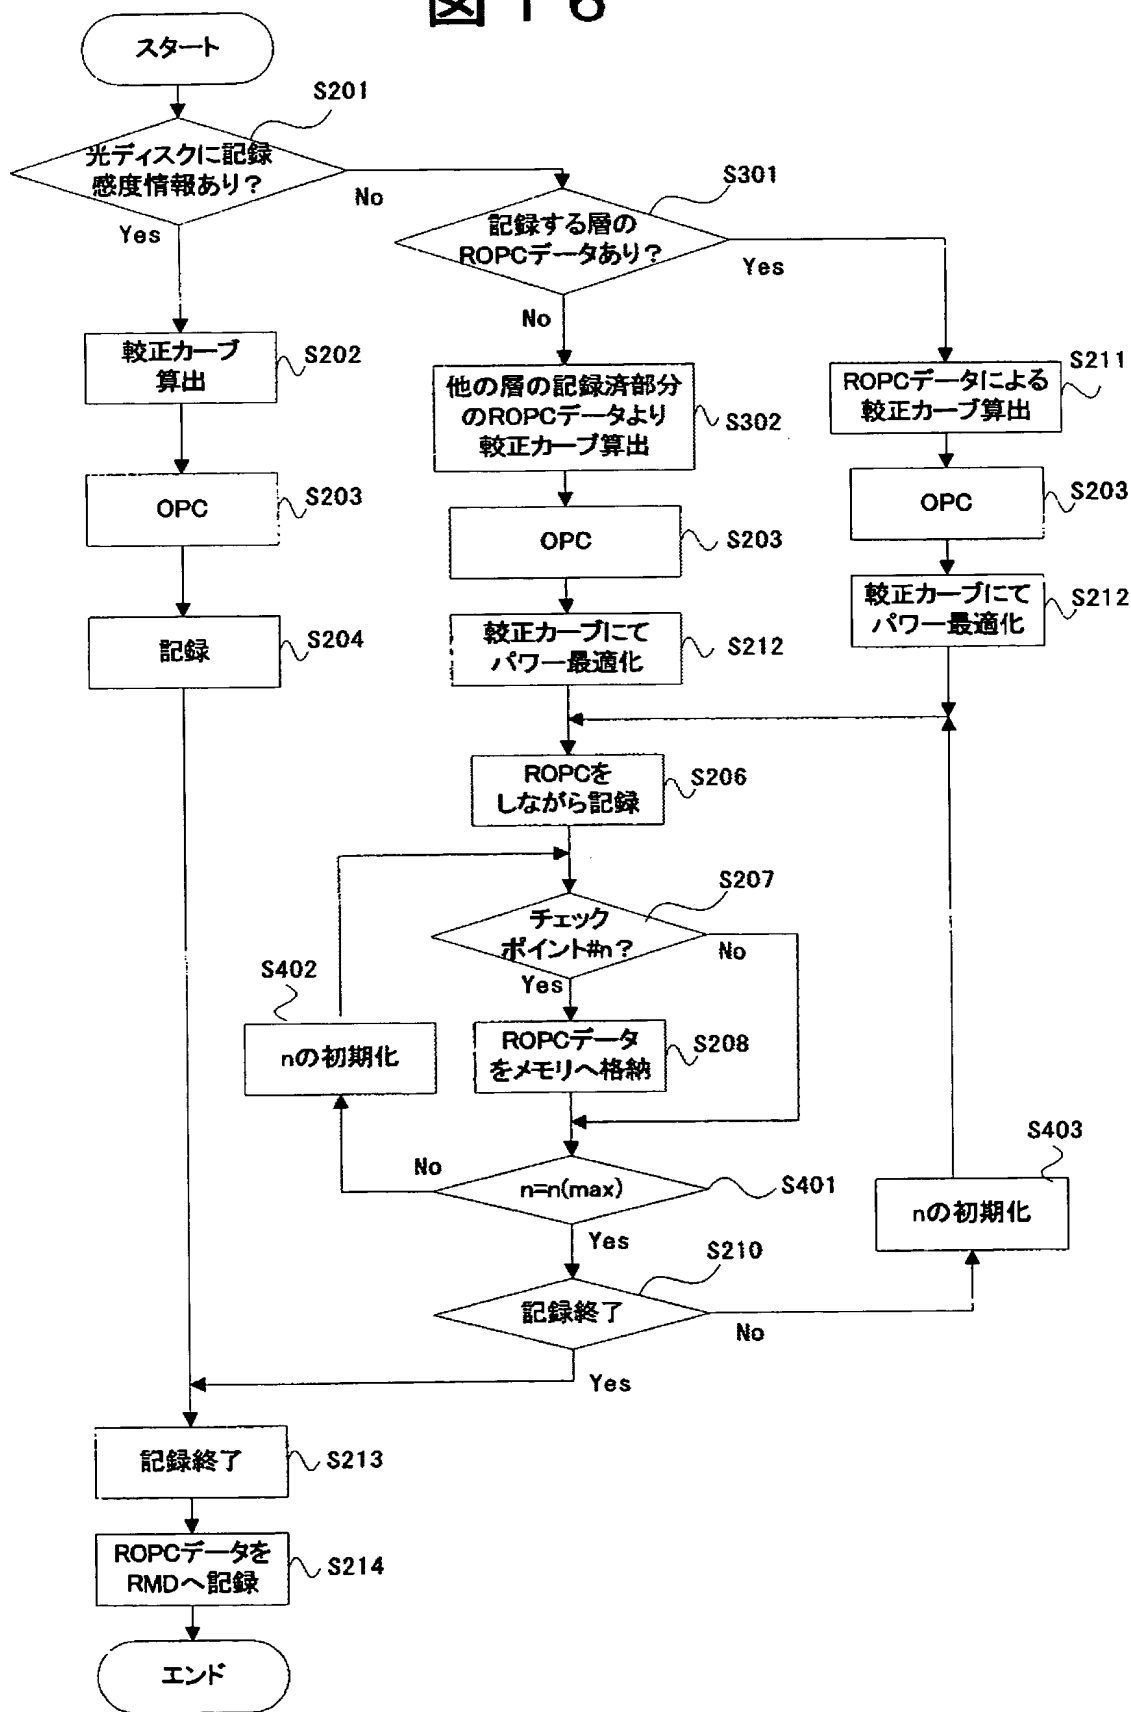 図１６
スタート
S201
光ディスクに記録
感度情報あり？
No
Yes
S301
記録する層の
ROPCデータあり？
Yes
No
較正カーブ
算出
S202
他の層の記録済部分
のROPCデータより
較正カーブ算出
S302
ROPCデータによる
較正カーブ算出
S211
OPC
S203
OPC
S203
OPC
S203
記録
S204
較正カーブにて
パワー最適化
S212
較正カーブにて
パワー最適化
S212
ROPCを
しながら記録
S206
S207
チェック
ポイント#n？
No
Yes
S402
nの初期化
ROPCデータ
をメモリへ格納
S208
No
n=n(max)
S401
Yes
S403
nの初期化
S210
記録終了
No
Yes
記録終了
S213
ROPCデータを
RMDへ記録
S214
エンド